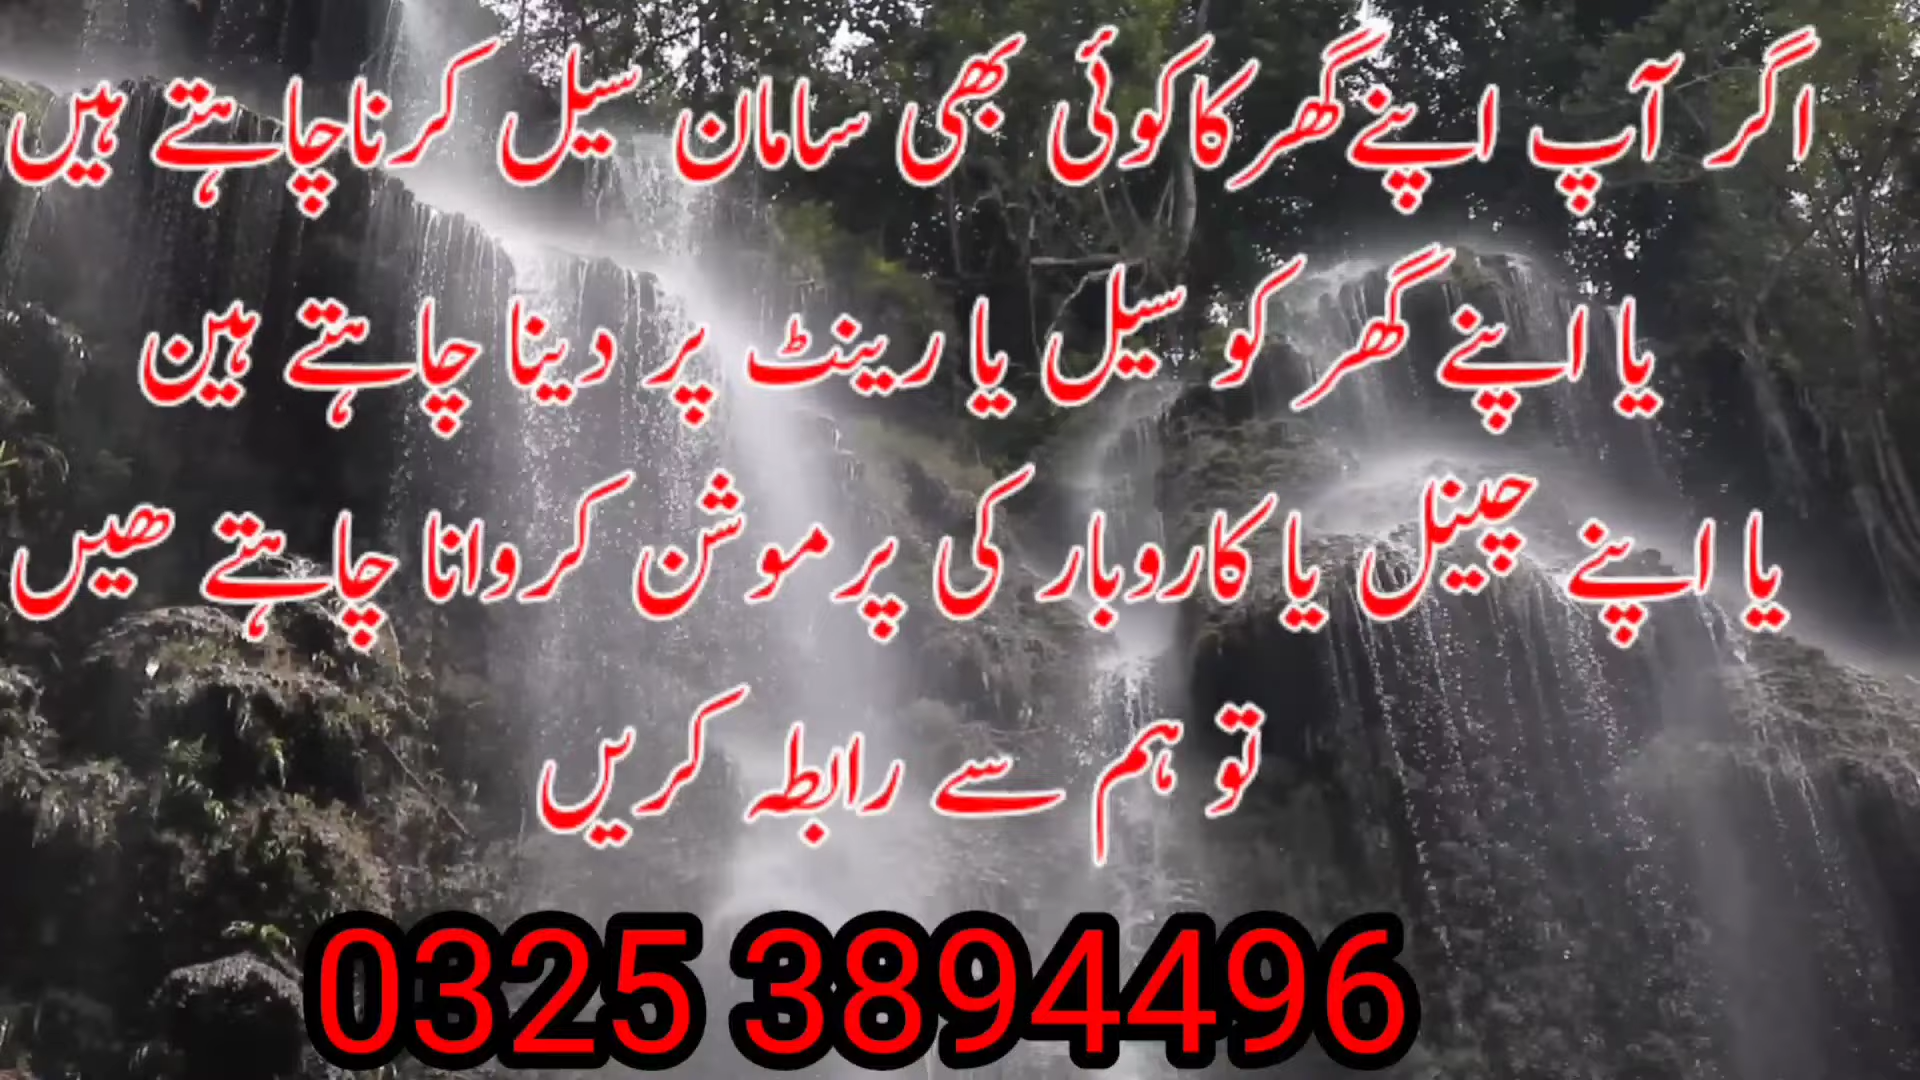 اگر آپ اپنے گھر کا کوئی بھی سامان سیل کرنا چاہتے ہیں
یا اپنے گھر کو سیل یا رینٹ پر دینا چاہتے ہین
یا اپنے چینل یا کاروبار کی پرموشن کروانا چاہتے ھیں
تو ہم سے رابطہ کریں
0325 3894496